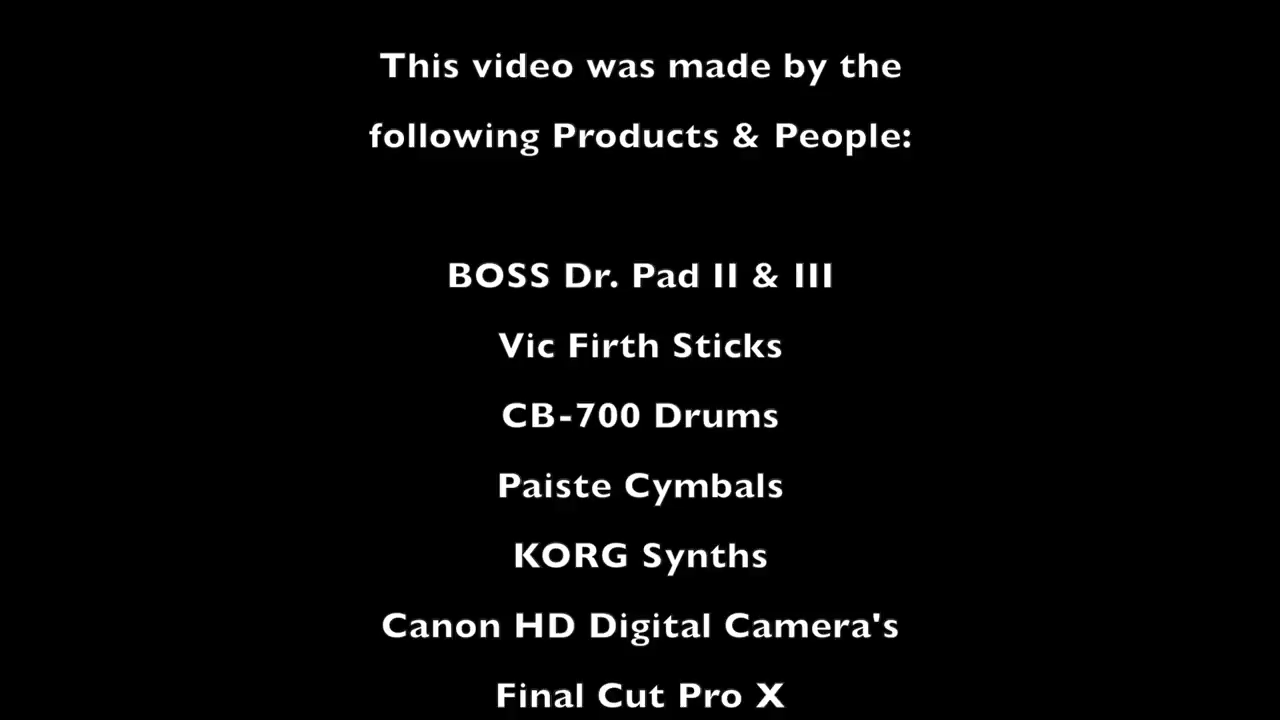 This video was made by the
following Products & People:
BOSS Dr. Pad II & III
Vic Firth Sticks
CB-700 Drums
Paiste Cymbals
KORG Synths
Canon HD Digital Camera's
Final Cut Pro X